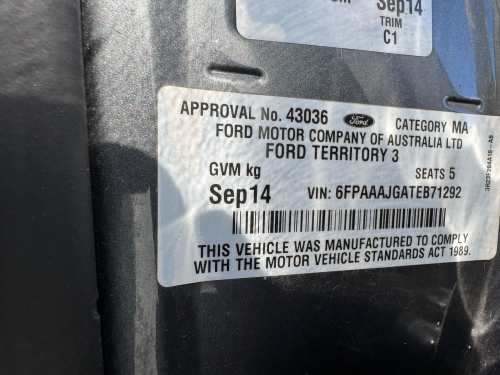 Sep14
TRIM
C1
APPROVAL No. 43036 Ford CATEGORY MA
FORD MOTOR COMPANY OF AUSTRALIA LTD
FORD TERRITORY 3
GVM kg SEATS 5
Sep14 VIN: 6FPAAAJGATEB71292
THIS VEHICLE WAS MANUFACTURED TO COMPLY
WITH THE MOTOR VEHICLE STANDARDS ACT 1989.